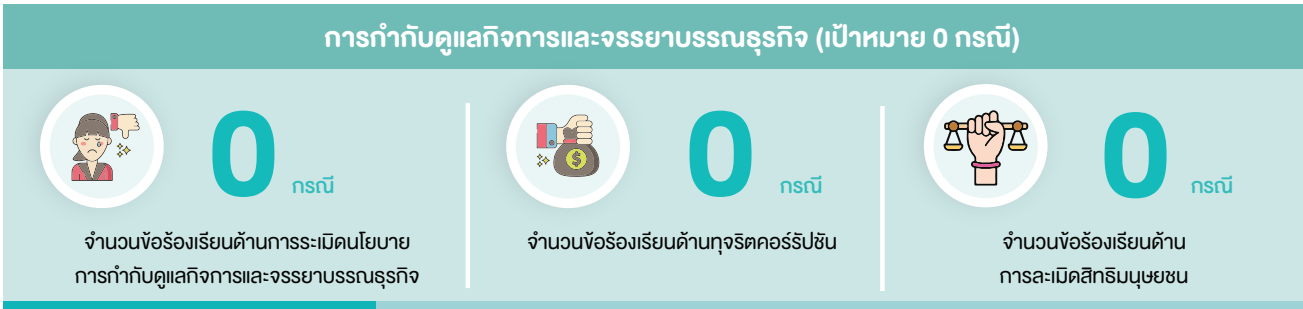 การกำกับดูแลกิจการและจรรยาบรรณธุรกิจ (เป้าหมาย 0 กรณี)
0 กรณี
จำนวนข้อร้องเรียนด้านการระเมิดนโยบาย
การกำกับดูแลกิจการและจรรยาบรรณธุรกิจ
0 กรณี
จำนวนข้อร้องเรียนด้านทุจริตคอร์รัปชัน
0 กรณี
จำนวนข้อร้องเรียนด้าน
การละเมิดสิทธิมนุษยชน